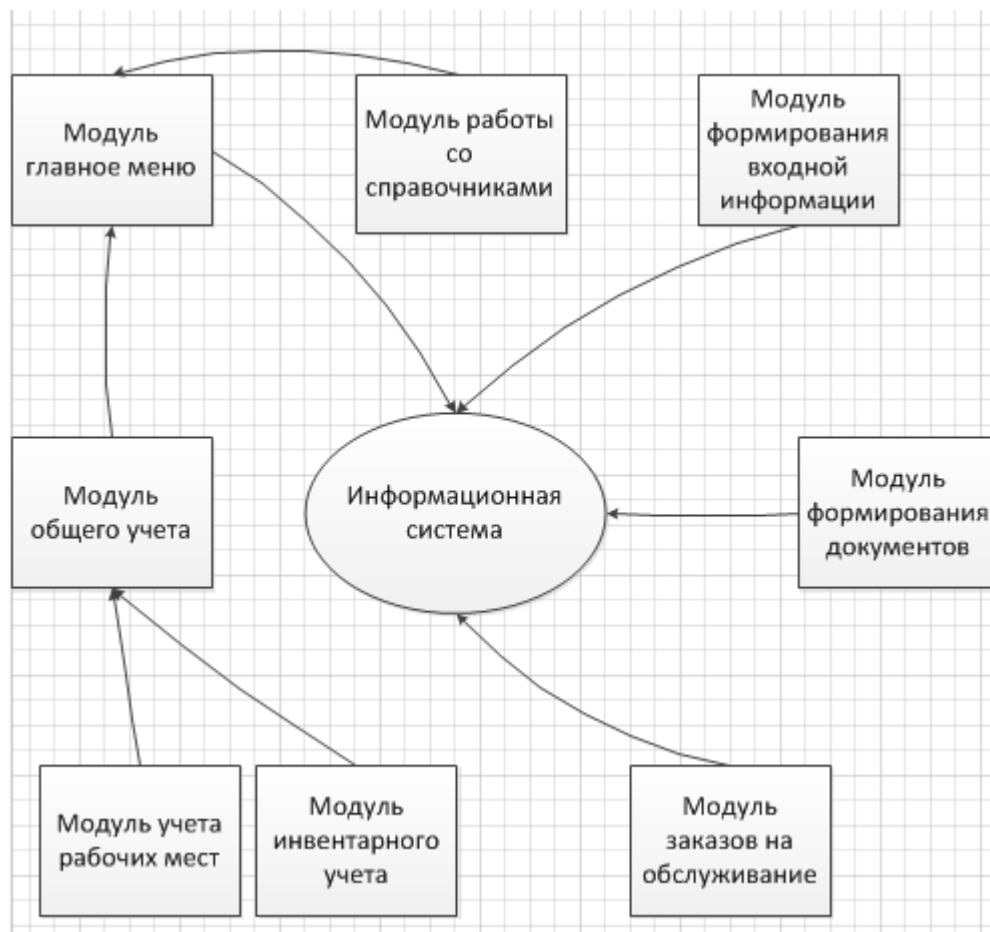 Модуль
главное меню
Модуль работы
со
справочниками
Модуль
формирования
входной
информации
Модуль
общего учета
Информационная
система
Модуль
формирования
документов
Модуль учета
рабочих мест
Модуль
инвентарного
учета
Модуль
заказов на
обслуживание